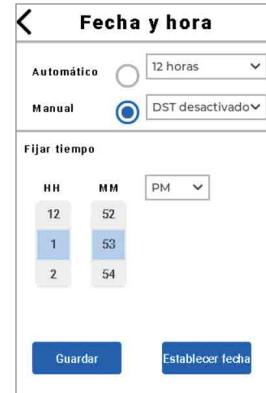 Fecha y hora
Automático 12 horas
Manual DST desactivado
Fijar tiempo
HH MM PM
12 52
1 53
2 54
Guardar Establecer fecha